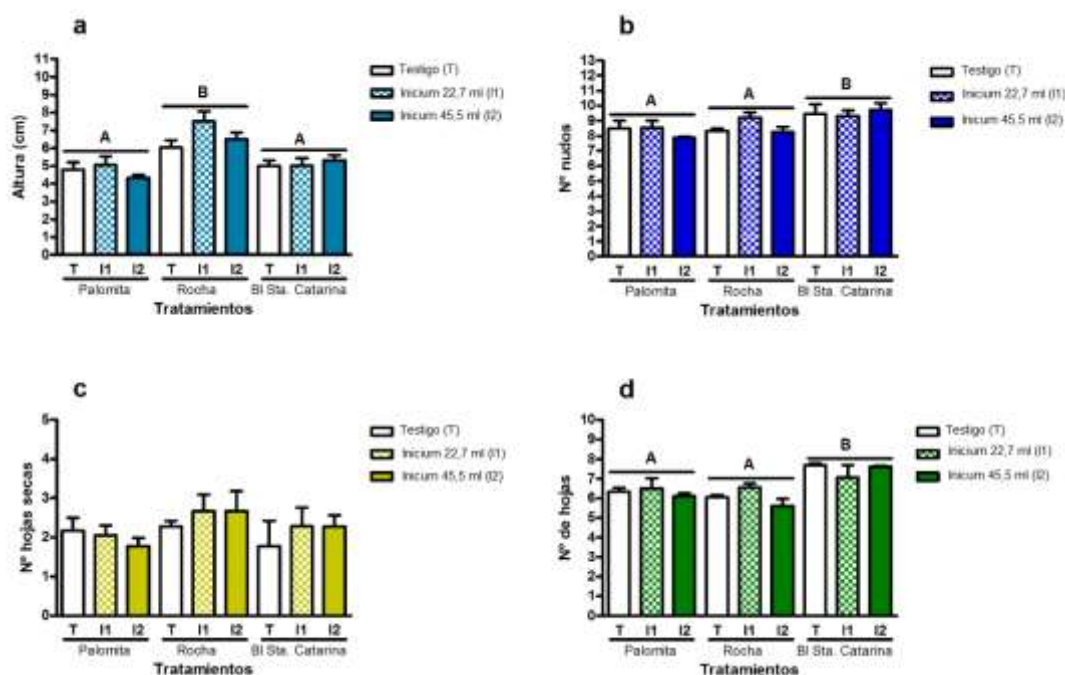 a
Altura (cm)
11
10
9
8
7
6
5
4
3
2
1
0
A
B
A
T I1 I2 T I1 I2 T I1 I2
Palomita Rocha Bl Sta. Catarina
Tratamientos
Testigo (T)
Inicium 22,7 ml (I1)
Inicum 45,5 ml (I2)
b
Nº nudos
13
12
11
10
9
8
7
6
5
4
3
2
1
0
A
A
B
T I1 I2 T I1 I2 T I1 I2
Palomita Rocha Bl Sta. Catarina
Tratamientos
Testigo (T)
Inicium 22,7 ml (I1)
Inicium 45,5 ml (I2)
c
Nº hojas secas
5
4
3
2
1
0
T I1 I2 T I1 I2 T I1 I2
Palomita Rocha Bl Sta. Catarina
Tratamientos
Testigo (T)
Inicium 22,7 ml (I1)
Inicum 45,5 ml (I2)
d
Nº de hojas
10
9
8
7
6
5
4
3
2
1
0
A
A
B
T I1 I2 T I1 I2 T I1 I2
Palomita Rocha Bl Sta. Catarina
Tratamientos
Testigo (T)
Inicium 22,7 ml (I1)
Inicum 45,5 ml (I2)